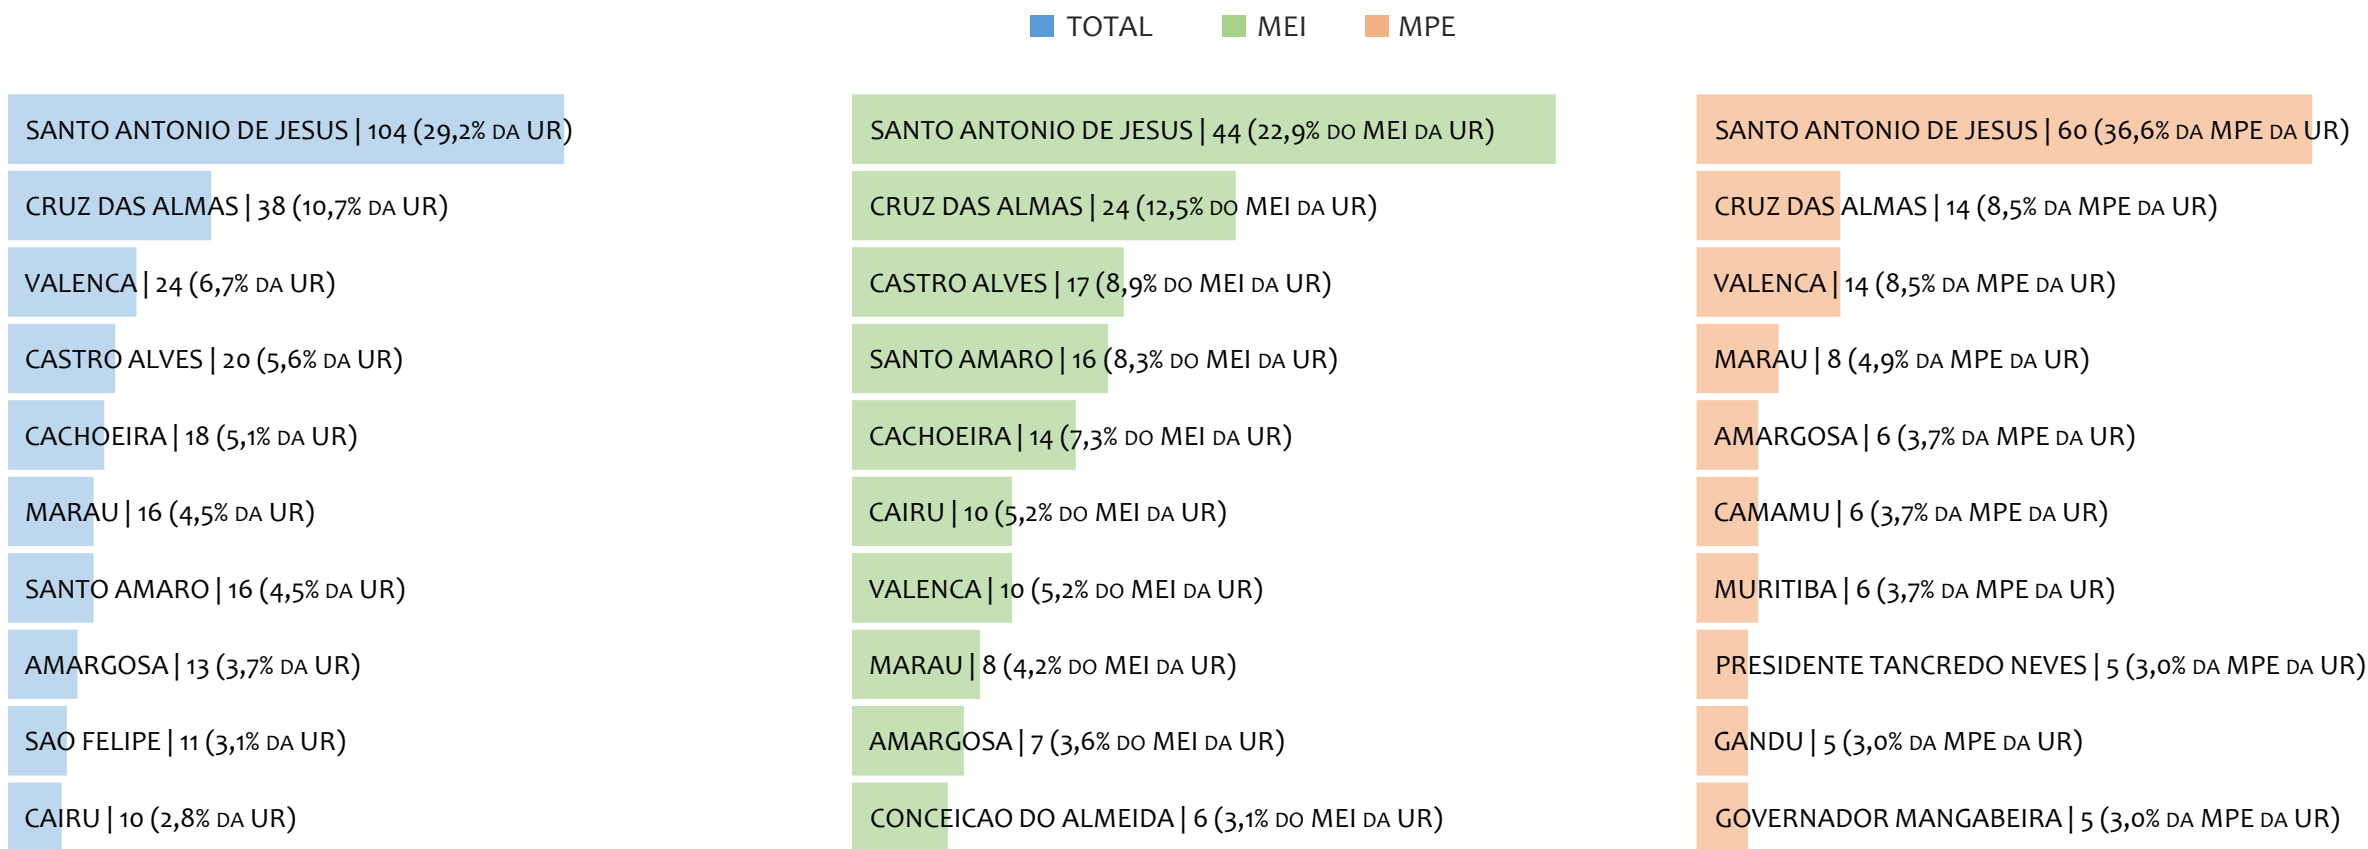 TOTAL MEI MPE
SANTO ANTONIO DE JESUS | 104 (29,2% DA UR)
CRUZ DAS ALMAS | 38 (10,7% DA UR)
VALENCA | 24 (6,7% DA UR)
CASTRO ALVES | 20 (5,6% DA UR)
CACHOEIRA | 18 (5,1% DA UR)
MARAU | 16 (4,5% DA UR)
SANTO AMARO | 16 (4,5% DA UR)
AMARGOSA | 13 (3,7% DA UR)
SAO FELIPE | 11 (3,1% DA UR)
CAIRU | 10 (2,8% DA UR)
SANTO ANTONIO DE JESUS | 44 (22,9% DO MEI DA UR)
CRUZ DAS ALMAS | 24 (12,5% DO MEI DA UR)
CASTRO ALVES | 17 (8,9% DO MEI DA UR)
SANTO AMARO | 16 (8,3% DO MEI DA UR)
CACHOEIRA | 14 (7,3% DO MEI DA UR)
CAIRU | 10 (5,2% DO MEI DA UR)
VALENCA | 10 (5,2% DO MEI DA UR)
MARAU | 8 (4,2% DO MEI DA UR)
AMARGOSA | 7 (3,6% DO MEI DA UR)
CONCEICAO DO ALMEIDA | 6 (3,1% DO MEI DA UR)
SANTO ANTONIO DE JESUS | 60 (36,6% DA MPE DA UR)
CRUZ DAS ALMAS | 14 (8,5% DA MPE DA UR)
VALENCA | 14 (8,5% DA MPE DA UR)
MARAU | 8 (4,9% DA MPE DA UR)
AMARGOSA | 6 (3,7% DA MPE DA UR)
CAMAMU | 6 (3,7% DA MPE DA UR)
MURITIBA | 6 (3,7% DA MPE DA UR)
PRESIDENTE TANCREDO NEVES | 5 (3,0% DA MPE DA UR)
GANDU | 5 (3,0% DA MPE DA UR)
GOVERNADOR MANGABEIRA | 5 (3,0% DA MPE DA UR)